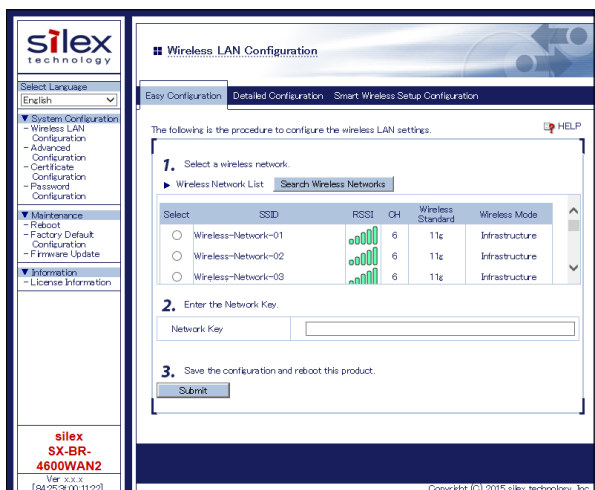 silex
technology
Select Language
English
▼ System Configuration
- Wireless LAN
Configuration
- Advanced
Configuration
- Certificate
Configuration
- Password
Configuration
▼ Maintenance
- Reboot
- Factory Default
Configuration
- Firmware Update
▼ Information
- License Information
silex
SX-BR-
4600WAN2
Ver x.x.x
Wireless LAN Configuration
Easy Configuration Detailed Configuration Smart Wireless Setup Configuration
The following is the procedure to configure the wireless LAN settings.
HELP
1. Select a wireless network.
Wireless Network List Search Wireless Networks
Select SSID RSSI CH Wireless Standard Wireless Mode
Wireless-Network-01 6 11g Infrastructure
Wireless-Network-02 6 11g Infrastructure
Wireless-Network-03 6 11g Infrastructure
2. Enter the Network Key.
Network Key
3. Save the configuration and reboot this product.
Submit
Copyright (C) 2015 silex technology, Inc